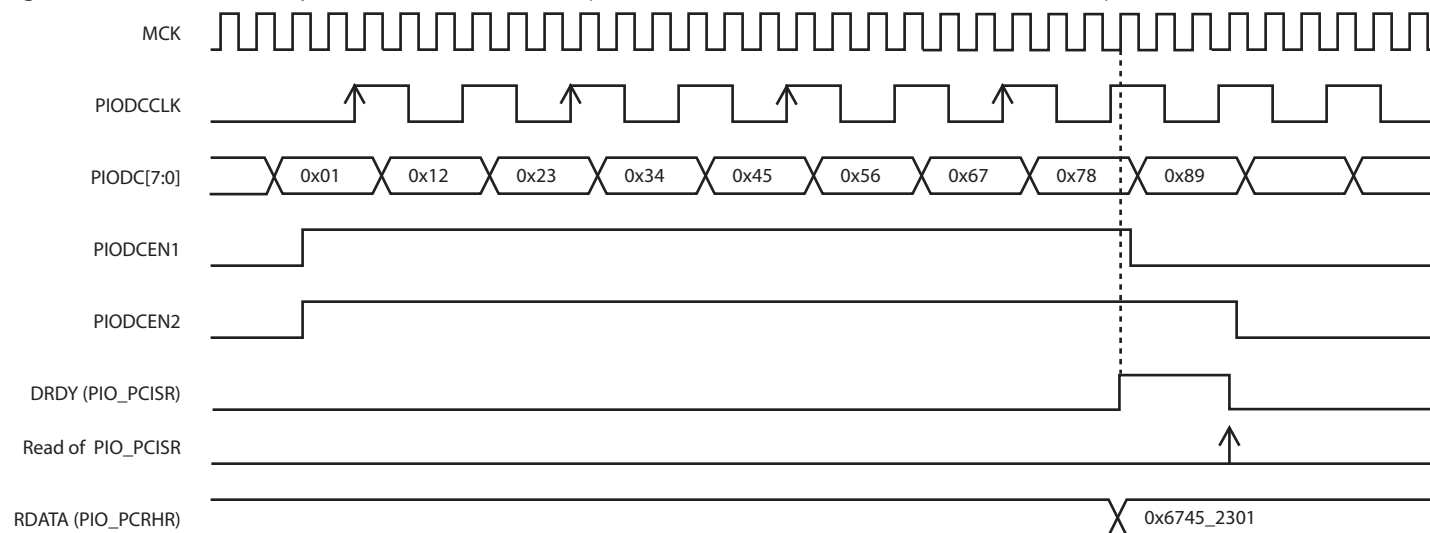 MCK
PIODCCLK
PIODC[7:0] 0x01 0x12 0x23 0x34 0x45 0x56 0x67 0x78 0x89
PIODCEN1
PIODCEN2
DRDY (PIO_PCISR)
Read of PIO_PCISR
RDATA (PIO_PCRHR) 0x6745_2301